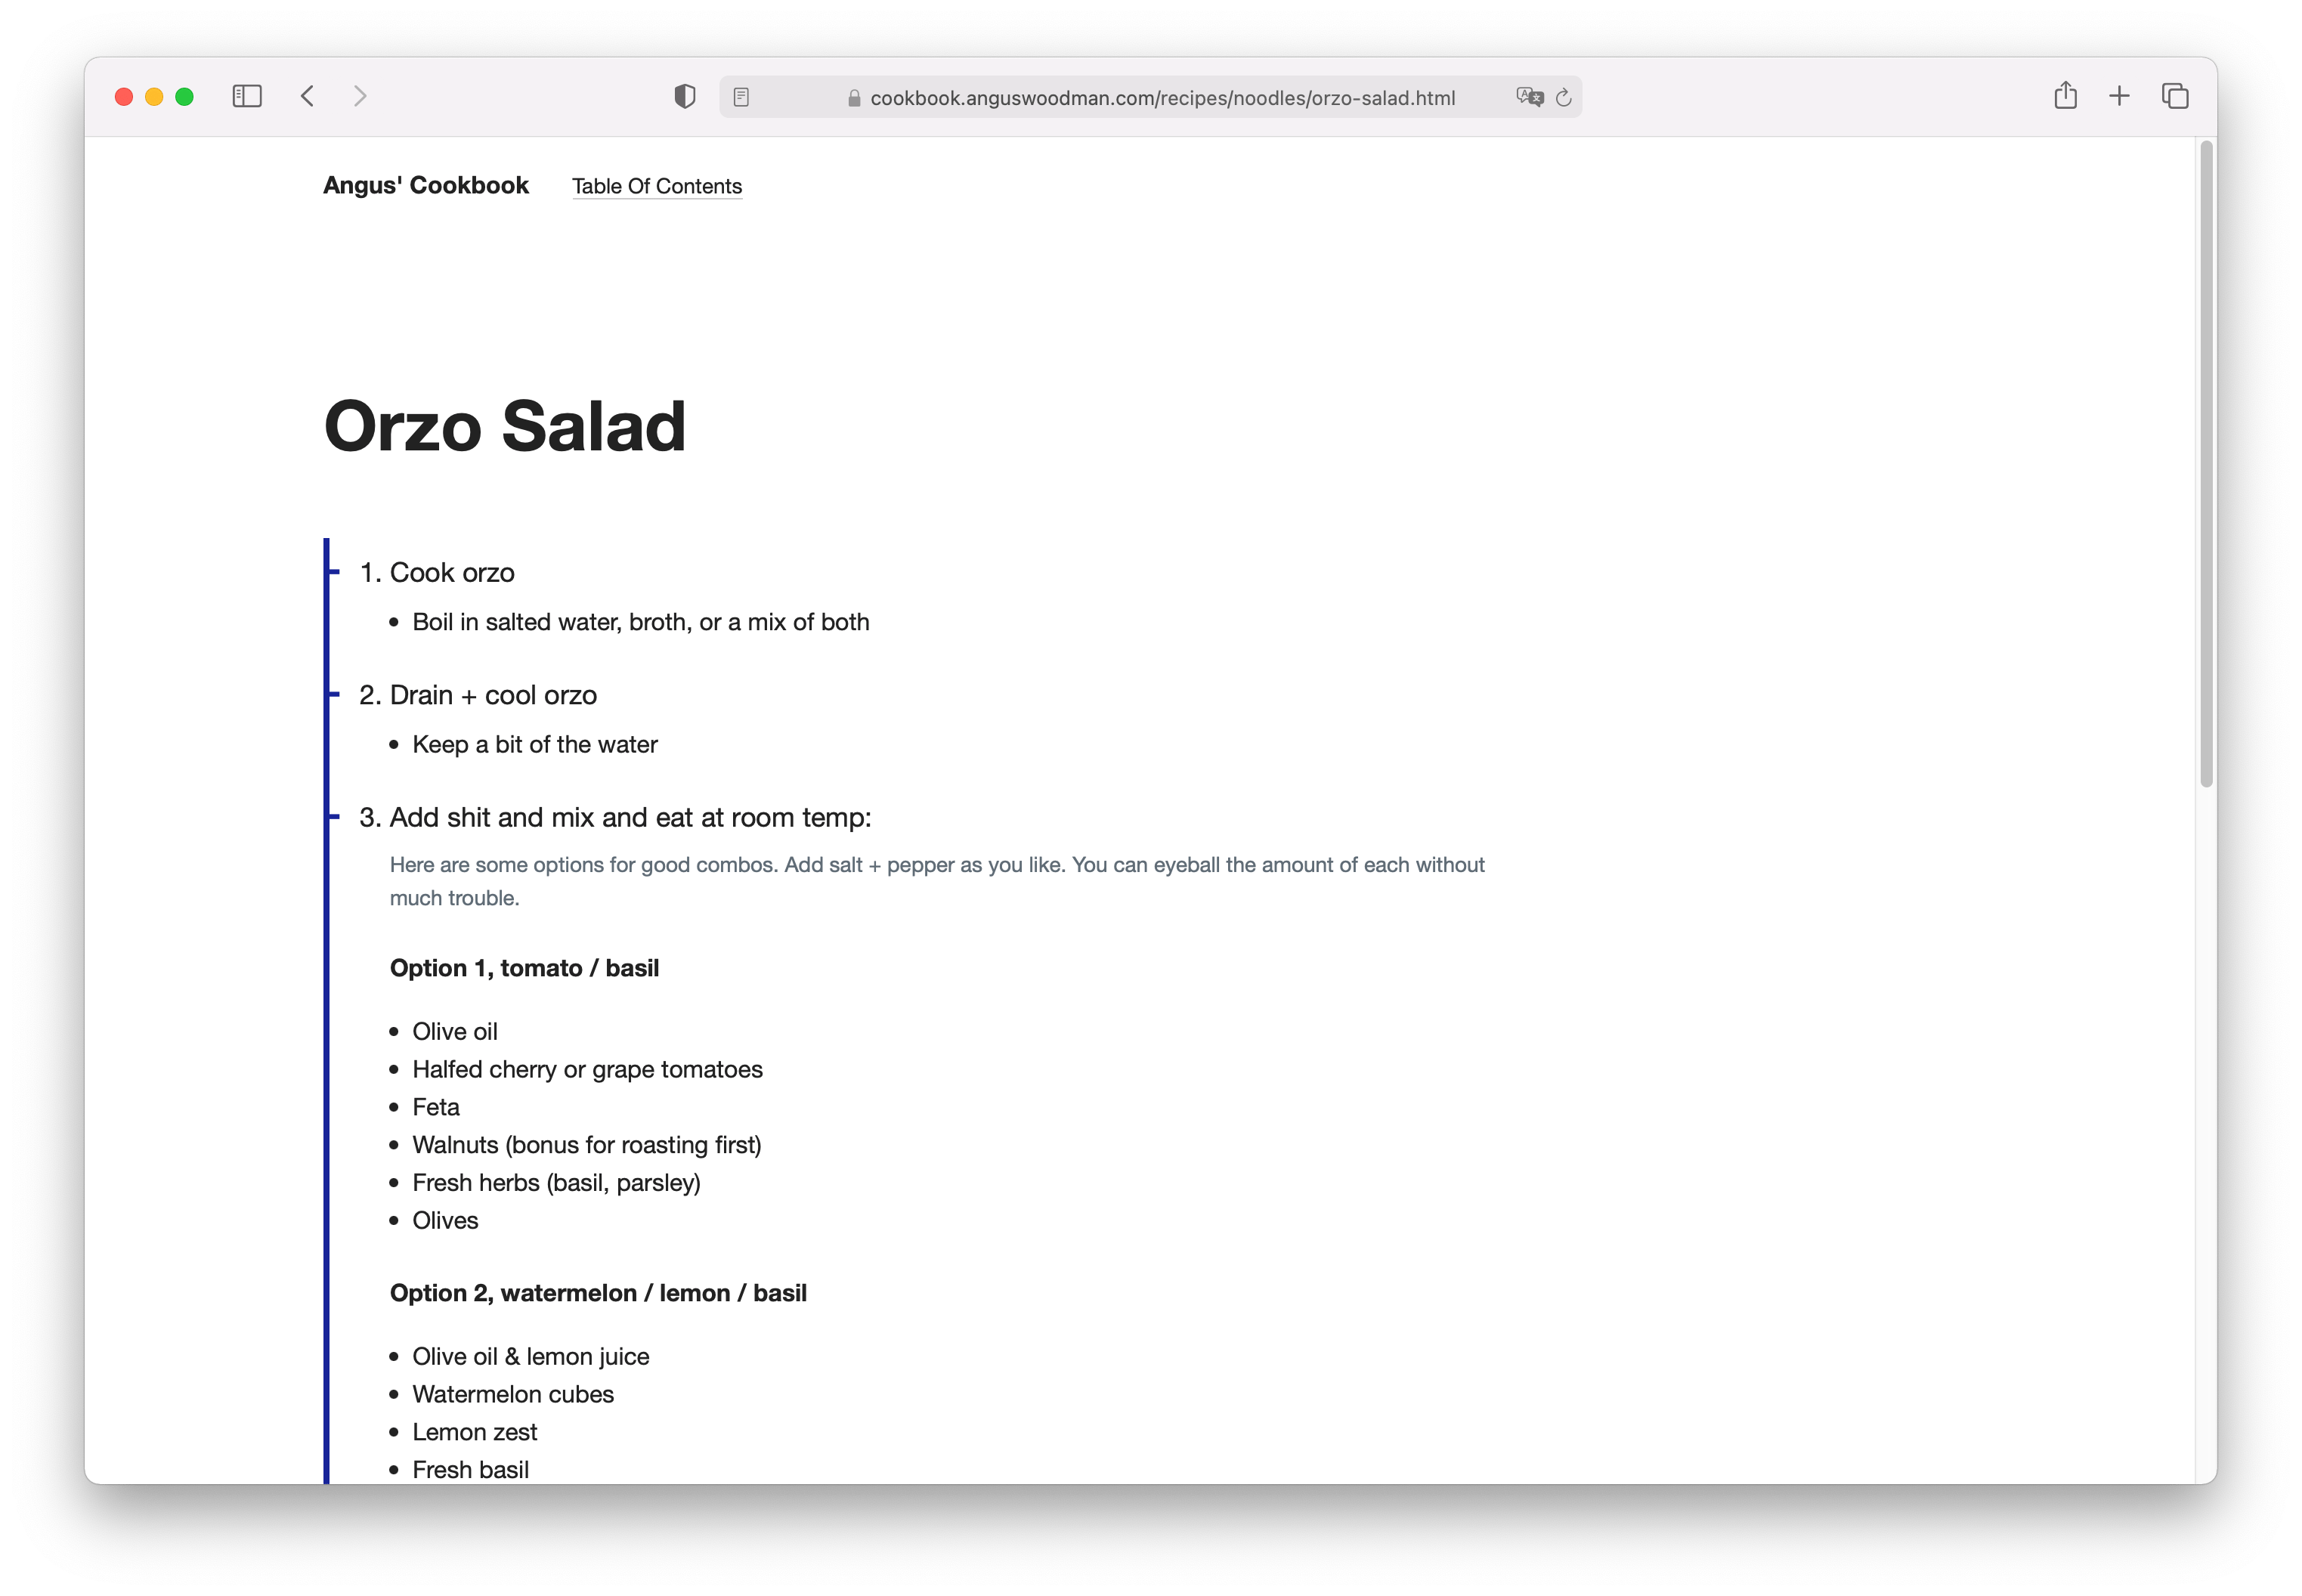 cookbook.anguswoodman.com/recipes/noodles/orzo-salad.html
Angus' Cookbook Table Of Contents
Orzo Salad
1. Cook orzo
• Boil in salted water, broth, or a mix of both
2. Drain + cool orzo
• Keep a bit of the water
3. Add shit and mix and eat at room temp:
Here are some options for good combos. Add salt + pepper as you like. You can eyeball the amount of each without
much trouble.
Option 1, tomato / basil
• Olive oil
• Halfed cherry or grape tomatoes
• Feta
• Walnuts (bonus for roasting first)
• Fresh herbs (basil, parsley)
• Olives
Option 2, watermelon / lemon / basil
• Olive oil & lemon juice
• Watermelon cubes
• Lemon zest
• Fresh basil